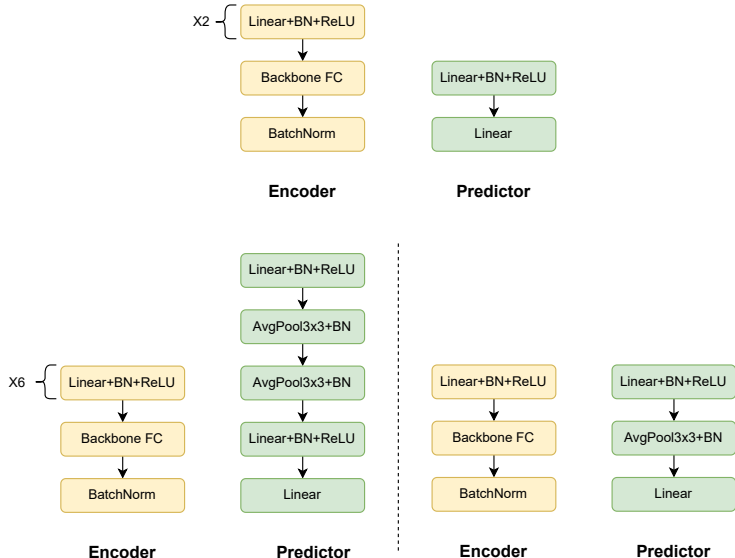 X2
Linear+BN+ReLU
Backbone FC
BatchNorm
Encoder
Linear+BN+ReLU
Linear
Predictor
X6
Linear+BN+ReLU
Backbone FC
BatchNorm
Encoder
Linear+BN+ReLU
AvgPool3x3+BN
AvgPool3x3+BN
Linear+BN+ReLU
Linear
Predictor
Linear+BN+ReLU
Backbone FC
BatchNorm
Encoder
Linear+BN+ReLU
AvgPool3x3+BN
Linear
Predictor